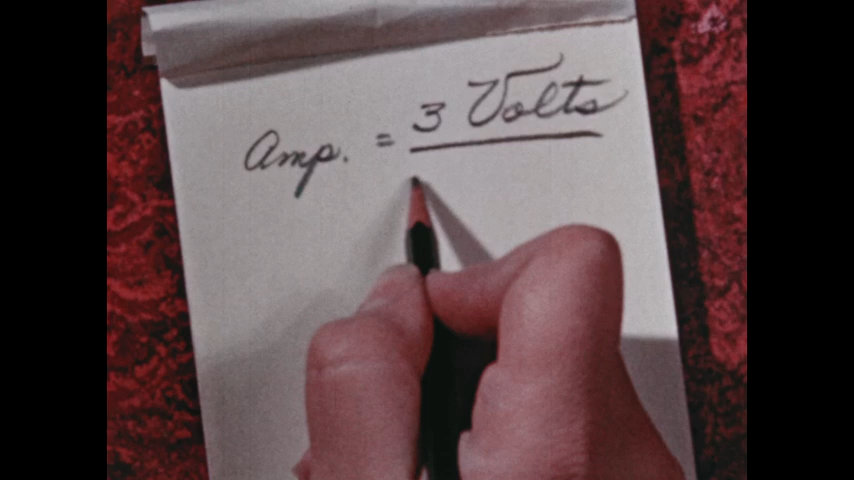 Amp. = 3 Volts